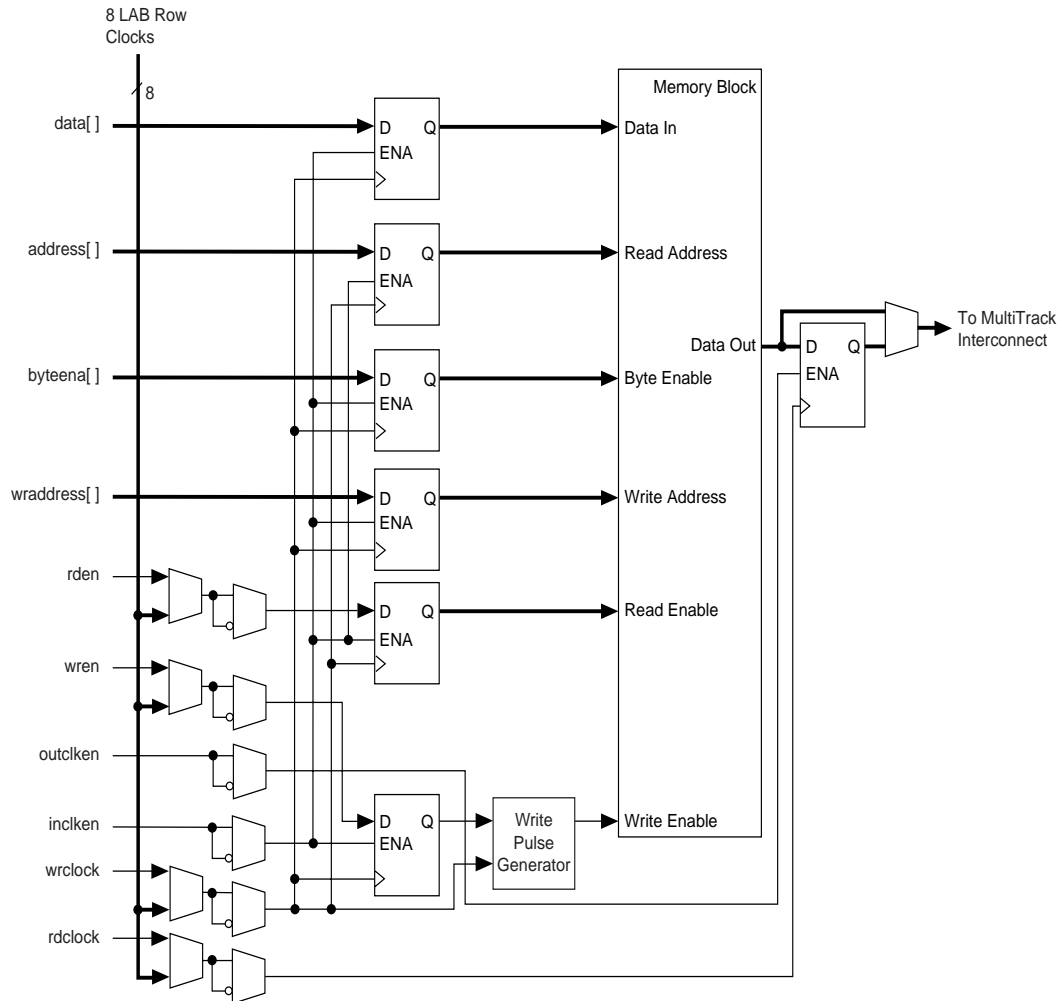 8 LAB Row
Clocks
8
data[ ]
D Q
ENA
Memory Block
Data In
address[ ]
D Q
ENA
Read Address
Data Out
D Q
ENA
To MultiTrack
Interconnect
byteena[ ]
D Q
ENA
Byte Enable
wraddress[ ]
D Q
ENA
Write Address
rden
D Q
ENA
Read Enable
wren
outclken
inclken
D Q
ENA
Write
Pulse
Generator
Write Enable
wrclock
rdclock